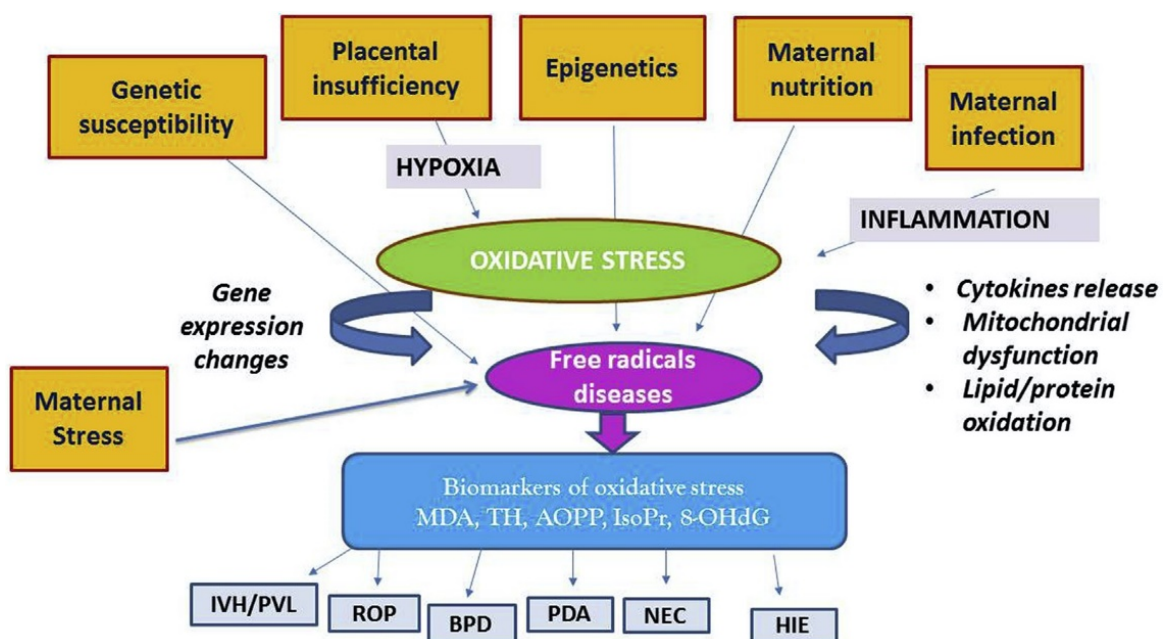 Genetic
susceptibility
Placental
insufficiency
Epigenetics
Maternal
nutrition
Maternal
infection
HYPOXIA
INFLAMMATION
OXIDATIVE STRESS
Gene
expression
changes
• Cytokines release
• Mitochondrial
dysfunction
• Lipid/protein
oxidation
Free radicals
diseases
Maternal
Stress
Biomarkers of oxidative stress
MDA, TH, AOPP, IsoPr, 8-OHdG
IVH/PVL
ROP
BPD
PDA
NEC
HIE